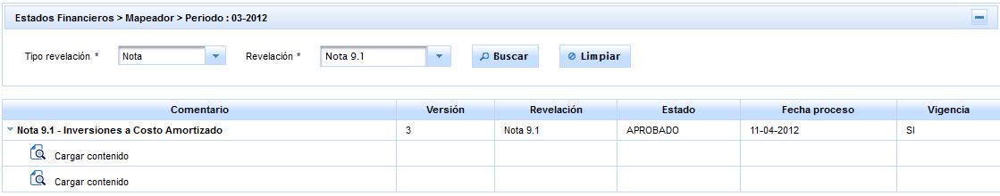 Estados Financieros > Mapeador > Periodo : 03-2012
Tipo revelación * Nota Revelación * Nota 9.1 Buscar Limpiar
Comentario Versión Revelación Estado Fecha proceso Vigencia
Nota 9.1 - Inversiones a Costo Amortizado 3 Nota 9.1 APROBADO 11-04-2012 SI
Cargar contenido
Cargar contenido